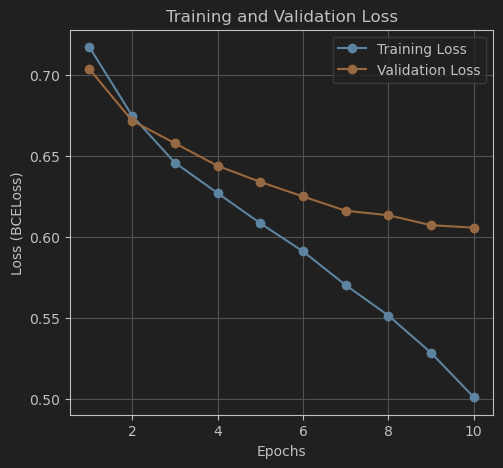 Training and Validation Loss
Training Loss
Validation Loss
Loss (BCELoss)
0.70
0.65
0.60
0.55
0.50
2
4
6
8
10
Epochs